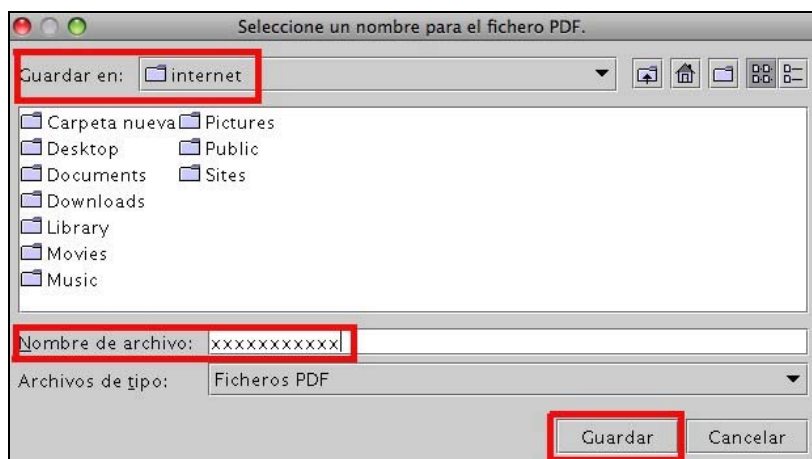 Seleccione un nombre para el fichero PDF.
Guardar en: internet
Carpeta nueva Pictures
Desktop Public
Documents Sites
Downloads
Library
Movies
Music
Nombre de archivo: xxxxxxxxxxx
Archivos de tipo: Ficheros PDF
Guardar Cancelar